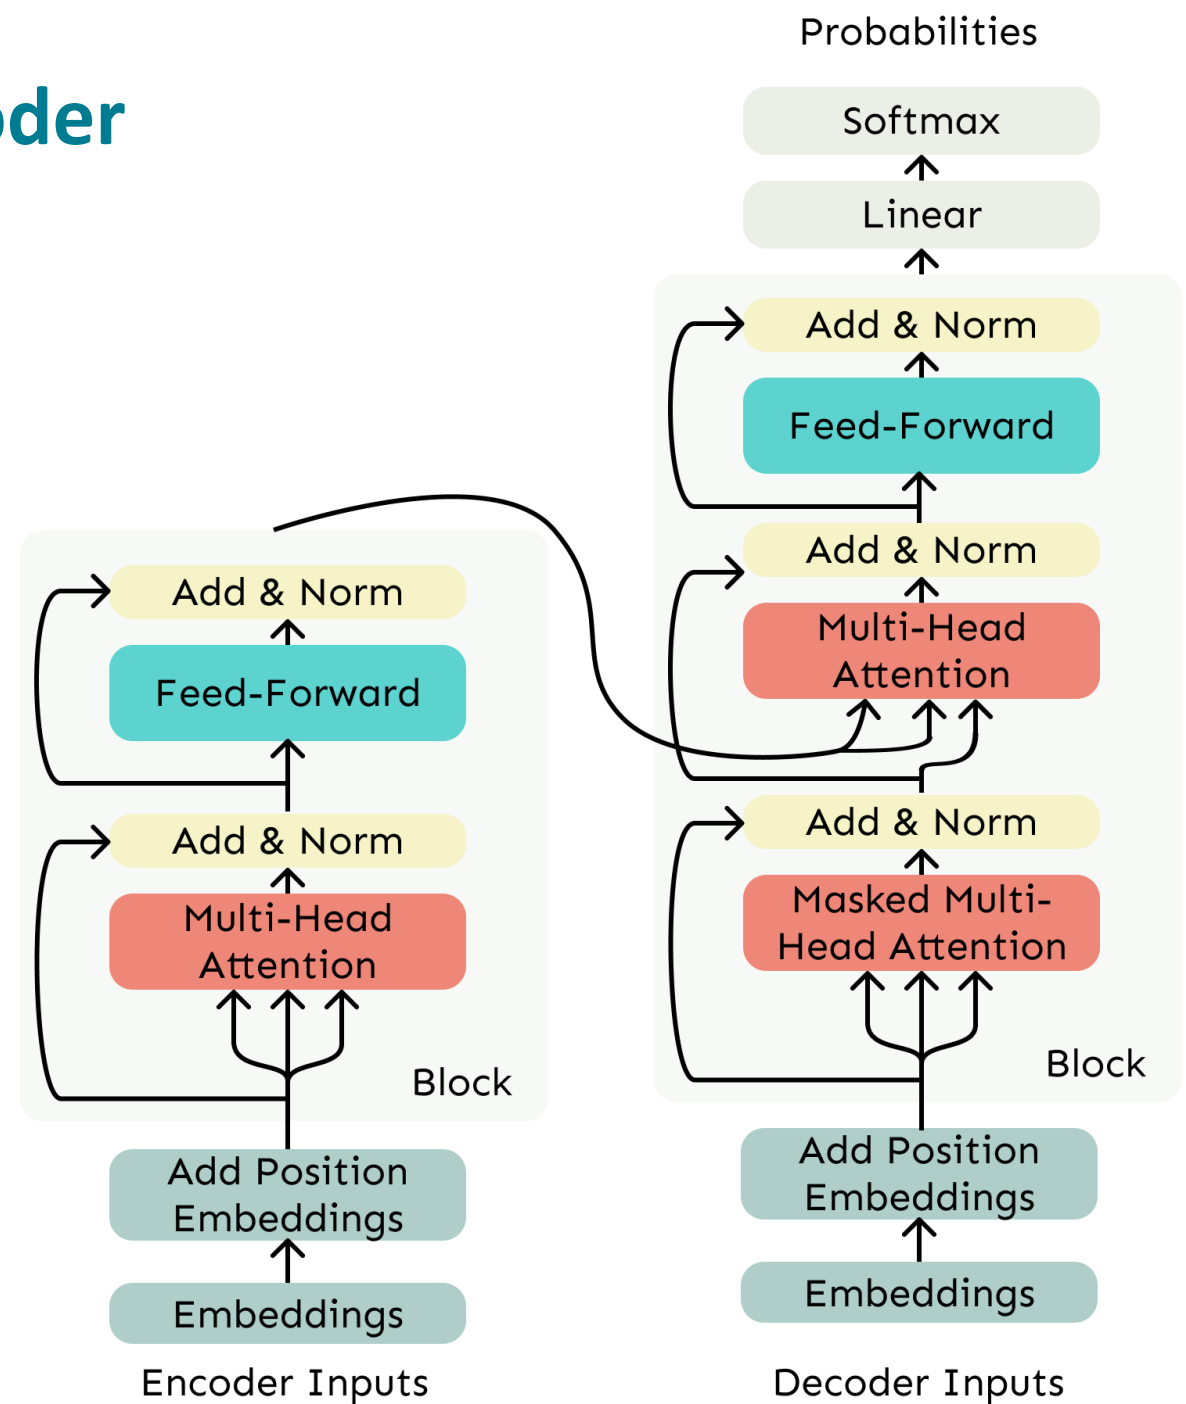 oder
Probabilities
Softmax
Linear
Add & Norm
Feed-Forward
Add & Norm
Multi-Head
Attention
Add & Norm
Masked Multi-
Head Attention
Block
Add Position
Embeddings
Embeddings
Decoder Inputs
Add & Norm
Feed-Forward
Add & Norm
Multi-Head
Attention
Block
Add Position
Embeddings
Embeddings
Encoder Inputs